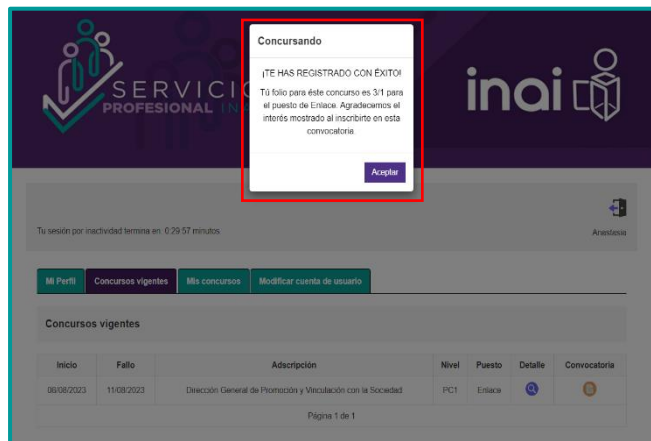 Concursando
¡TE HAS REGISTRADO CON ÉXITO!
Tú folio para éste concurso es 3/1 para
el puesto de Enlace. Agradecemos el
interés mostrado al inscribirte en esta
convocatoria.
Aceptar
SERVICIO
PROFESIONAL INAI
inai
Tu sesión por inactividad termina en 0:29:57 minutos.
Anastasia
Mi Perfil
Concursos vigentes
Mis concursos
Modificar cuenta de usuario
Concursos vigentes
Inicio Fallo Adscripción Nivel Puesto Detalle Convocatoria
08/08/2023 11/08/2023 Dirección General de Promoción y Vinculación con la Sociedad PC1 Enlace
Página 1 de 1